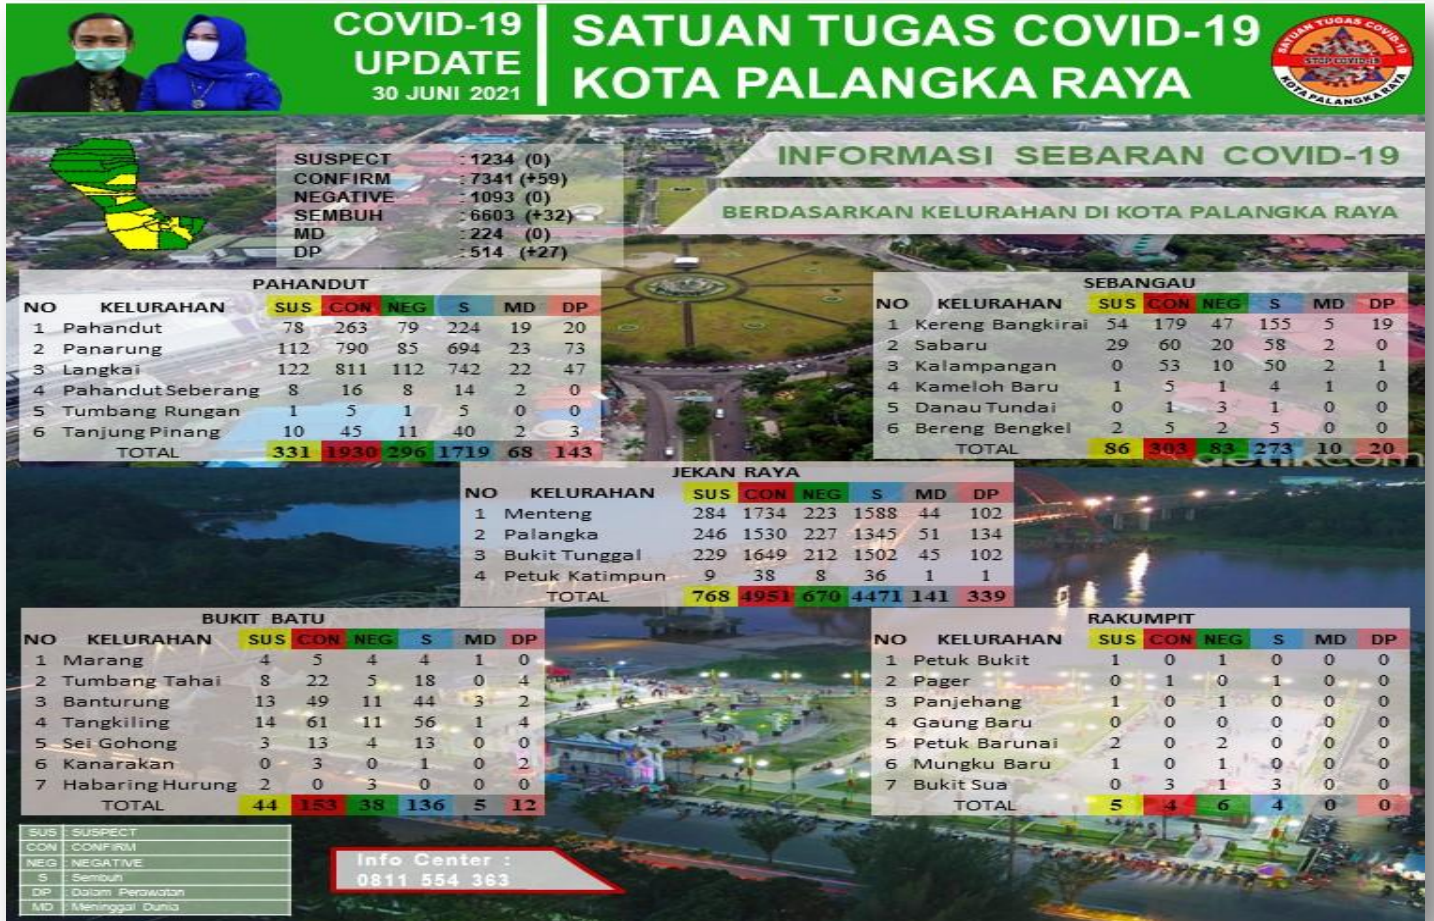 COVID-19
UPDATE
30 JUNI 2021
SATUAN TUGAS COVID-19
KOTA PALANGKA RAYA
SATUAN TUGAS COVID-19
STOP COVID-19
KOTA PALANGKA RAYA
SUSPECT : 1234 (0)
CONFIRM : 7341 (+59)
NEGATIVE : 1093 (0)
SEMBUH : 6603 (+32)
MD : 224 (0)
DP : 514 (+27)
INFORMASI SEBARAN COVID-19
BERDASARKAN KELURAHAN DI KOTA PALANGKA RAYA
PAHANDUT
NO KELURAHAN SUS CON NEG S MD DP
1 Pahandut 78 263 79 224 19 20
2 Panarung 112 790 85 694 23 73
3 Langkai 122 811 112 742 22 47
4 Pahandut Seberang 8 16 8 14 2 0
5 Tumbang Rungan 1 5 1 5 0 0
6 Tanjung Pinang 10 45 11 40 2 3
TOTAL 331 1930 296 1719 68 143
SEBANGAU
NO KELURAHAN SUS CON NEG S MD DP
1 Kereng Bangkirai 54 179 47 155 5 19
2 Sabaru 29 60 20 58 2 0
3 Kalampangan 0 53 10 50 2 1
4 Kameloh Baru 1 5 1 4 1 0
5 Danau Tundai 0 1 3 1 0 0
6 Bereng Bengkel 2 5 2 5 0 0
TOTAL 86 303 83 273 10 20
detikcom
JEKAN RAYA
NO KELURAHAN SUS CON NEG S MD DP
1 Menteng 284 1734 223 1588 44 102
2 Palangka 246 1530 227 1345 51 134
3 Bukit Tunggal 229 1649 212 1502 45 102
4 Petuk Katimpun 9 38 8 36 1 1
TOTAL 768 4951 670 4471 141 339
BUKIT BATU
NO KELURAHAN SUS CON NEG S MD DP
1 Marang 4 5 4 4 1 0
2 Tumbang Tahai 8 22 5 18 0 4
3 Banturung 13 49 11 44 3 2
4 Tangkiling 14 61 11 56 1 4
5 Sei Gohong 3 13 4 13 0 0
6 Kanarakan 0 3 0 1 0 2
7 Habaring Hurung 2 0 3 0 0 0
TOTAL 44 153 38 136 5 12
RAKUMPIT
NO KELURAHAN SUS CON NEG S MD DP
1 Petuk Bukit 1 0 1 0 0 0
2 Pager 0 1 0 1 0 0
3 Panjehang 1 0 1 0 0 0
4 Gaung Baru 0 0 0 0 0 0
5 Petuk Barunai 2 0 2 0 0 0
6 Mungku Baru 1 0 1 0 0 0
7 Bukit Sua 0 3 1 3 0 0
TOTAL 5 4 6 4 0 0
SUS : SUSPECT
CON : CONFIRM
NEG : NEGATIVE
S : Sembuh
DP : Dalam Perawatan
MD : Meninggal Dunia
Info Center :
0811 554 363